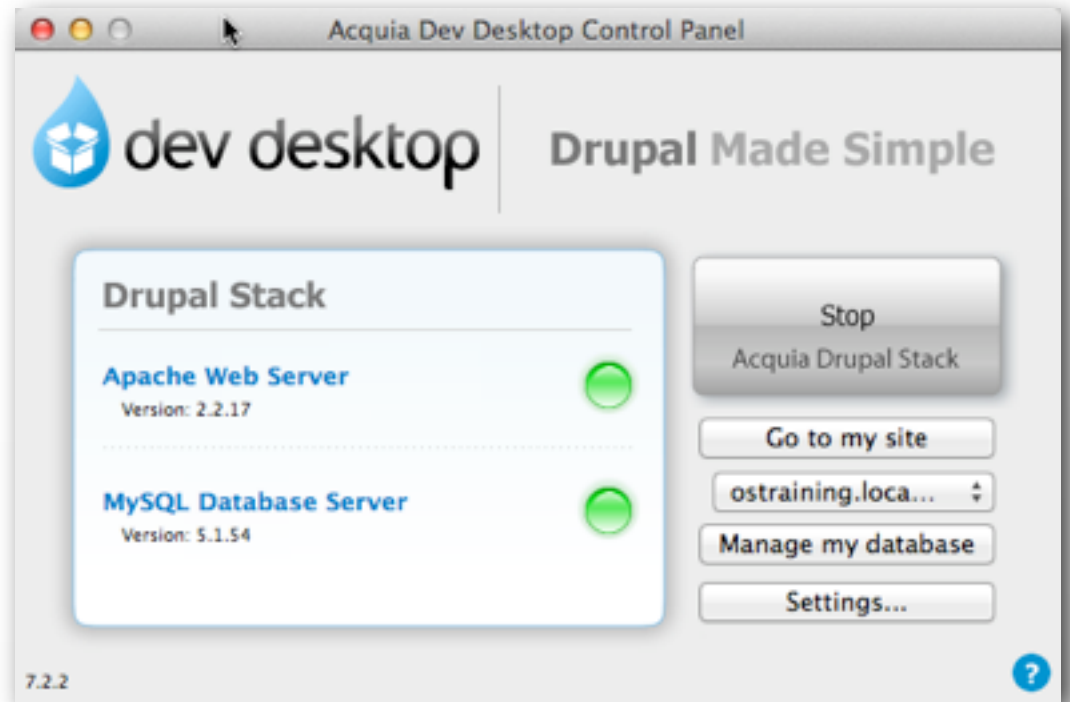 Acquia Dev Desktop Control Panel
dev desktop
Drupal Made Simple
Drupal Stack
Apache Web Server
Version: 2.2.17
MySQL Database Server
Version: 5.1.54
Stop
Acquia Drupal Stack
Go to my site
ostraining.loca...
Manage my database
Settings...
7.2.2
?